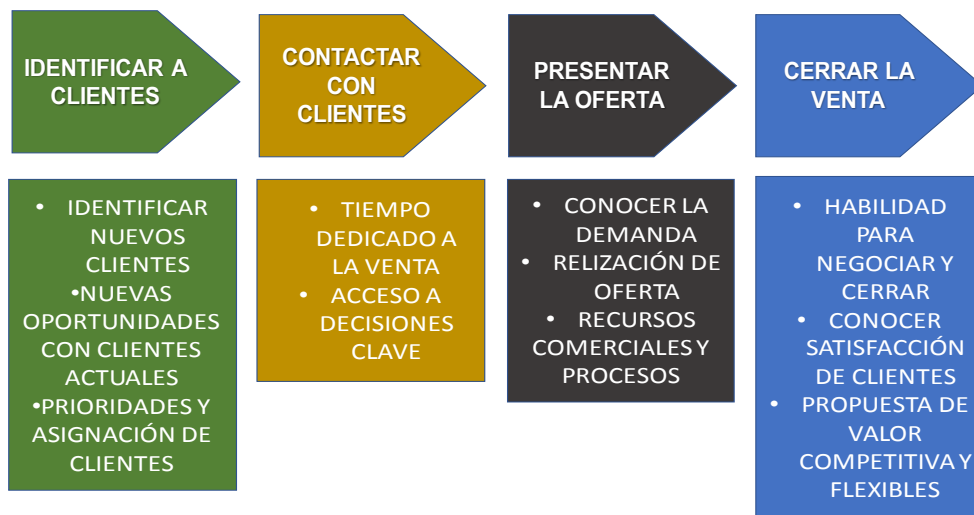 IDENTIFICAR A
CLIENTES
CONTACTAR
CON
CLIENTES
PRESENTAR
LA OFERTA
CERRAR LA
VENTA
• IDENTIFICAR
NUEVOS
CLIENTES
•NUEVAS
OPORTUNIDADES
CON CLIENTES
ACTUALES
•PRIORIDADES Y
ASIGNACIÓN DE
CLIENTES
• TIEMPO
DEDICADO A
LA VENTA
• ACCESO A
DECISIONES
CLAVE
• CONOCER LA
DEMANDA
• RELIZACIÓN DE
OFERTA
• RECURSOS
COMERCIALES Y
PROCESOS
• HABILIDAD
PARA
NEGOCIAR Y
CERRAR
• CONOCER
SATISFACCIÓN
DE CLIENTES
• PROPUESTA DE
VALOR
COMPETITIVA Y
FLEXIBLES